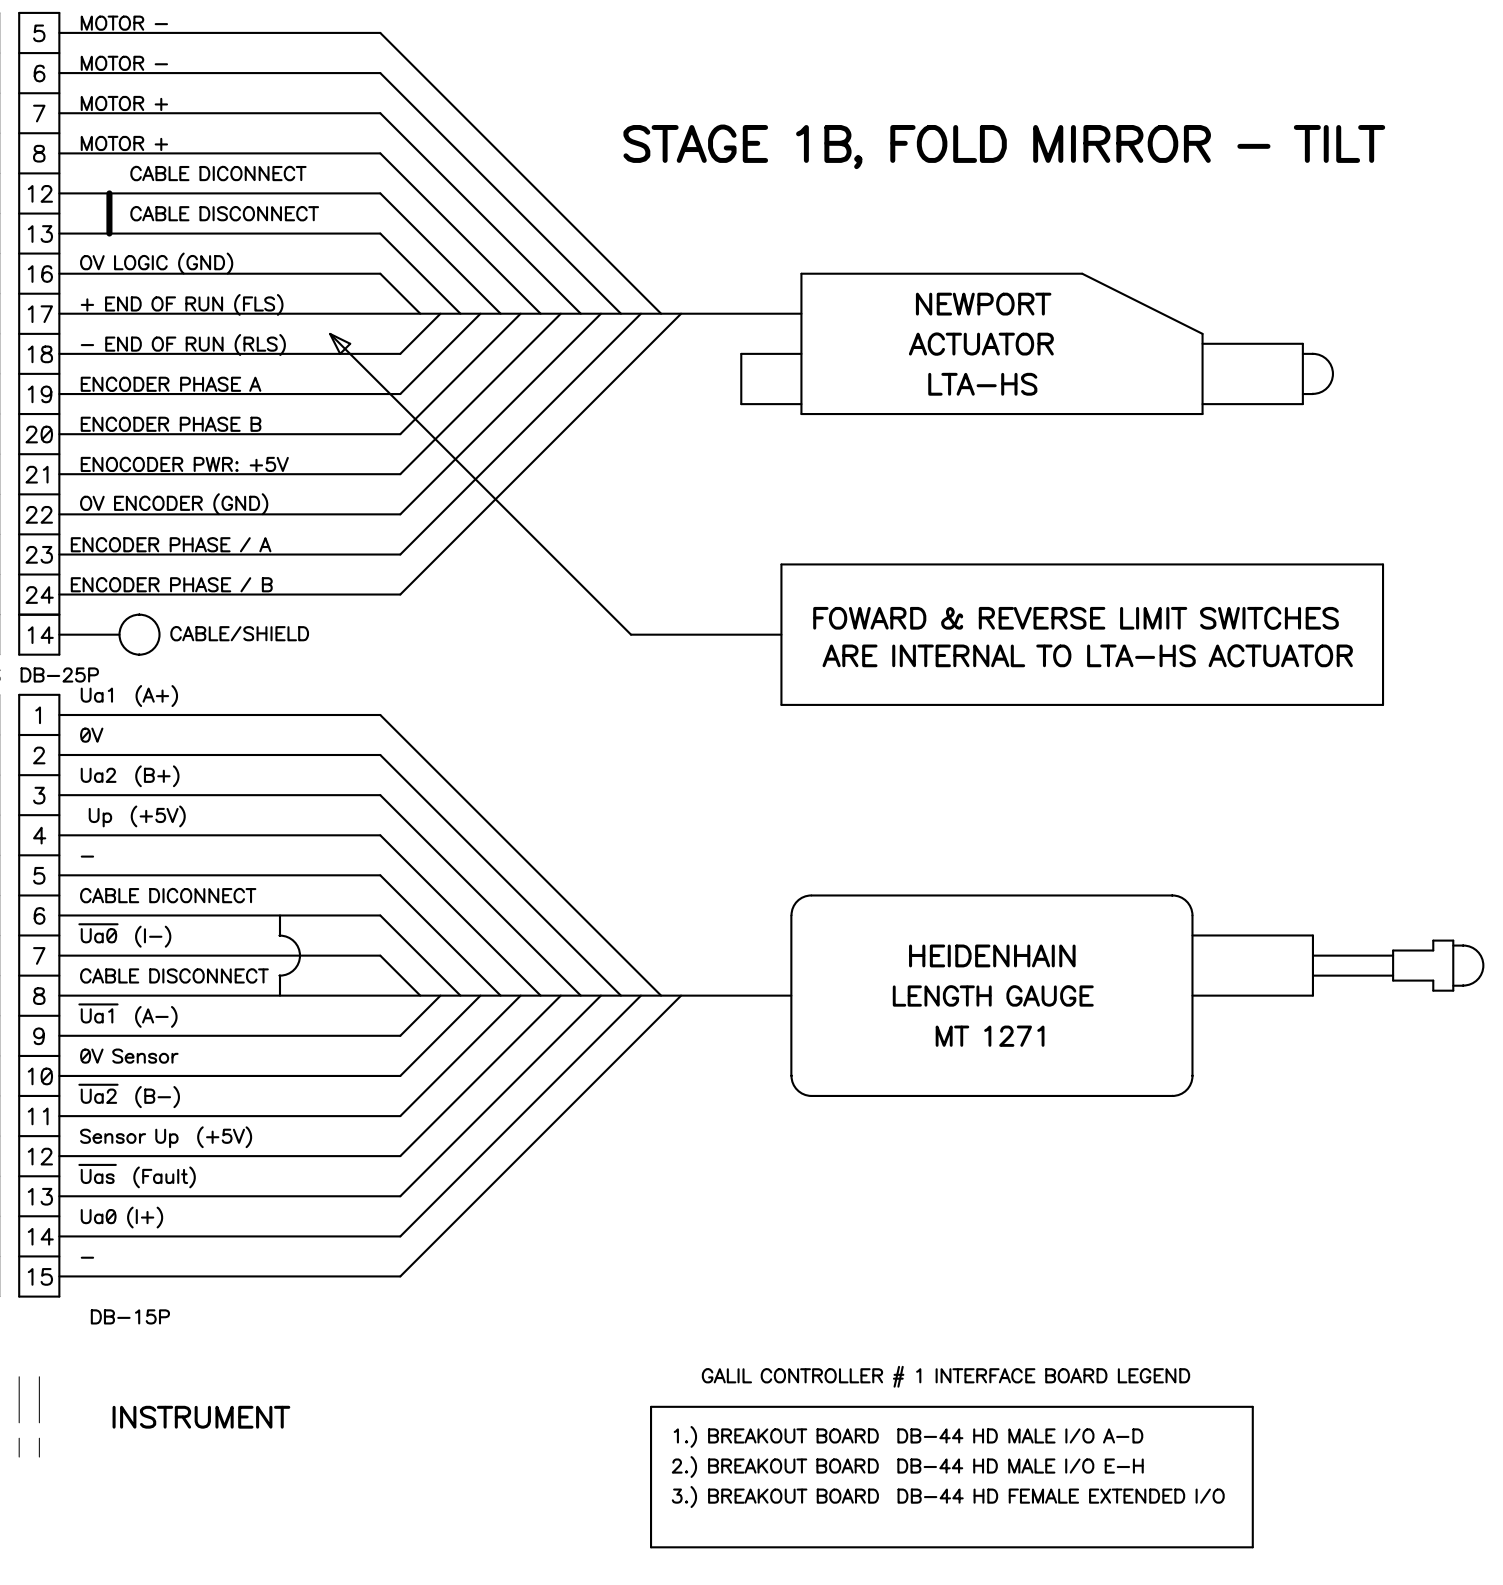 5 MOTOR –
6 MOTOR –
7 MOTOR +
8 MOTOR +
CABLE DICONNECT
12
CABLE DISCONNECT
13
16 OV LOGIC (GND)
17 + END OF RUN (FLS)
18 – END OF RUN (RLS)
19 ENCODER PHASE A
20 ENCODER PHASE B
21 ENOCODER PWR: +5V
22 OV ENCODER (GND)
23 ENCODER PHASE / A
24 ENCODER PHASE / B
14 CABLE/SHIELD
DB–25P
STAGE 1B, FOLD MIRROR – TILT
NEWPORT
ACTUATOR
LTA–HS
FOWARD & REVERSE LIMIT SWITCHES
ARE INTERNAL TO LTA–HS ACTUATOR
Ua1 (A+)
1
0V
2
Ua2 (B+)
3
Up (+5V)
4
–
5
CABLE DICONNECT
6
U̅a̅0̅ (I–)
7
CABLE DISCONNECT
8
U̅a̅1̅ (A–)
9
0V Sensor
10
U̅a̅2̅ (B–)
11
Sensor Up (+5V)
12
U̅a̅s̅ (Fault)
13
Ua0 (I+)
14
–
15
DB–15P
HEIDENHAIN
LENGTH GAUGE
MT 1271
INSTRUMENT
GALIL CONTROLLER # 1 INTERFACE BOARD LEGEND
1.) BREAKOUT BOARD DB–44 HD MALE I/O A–D
2.) BREAKOUT BOARD DB–44 HD MALE I/O E–H
3.) BREAKOUT BOARD DB–44 HD FEMALE EXTENDED I/O